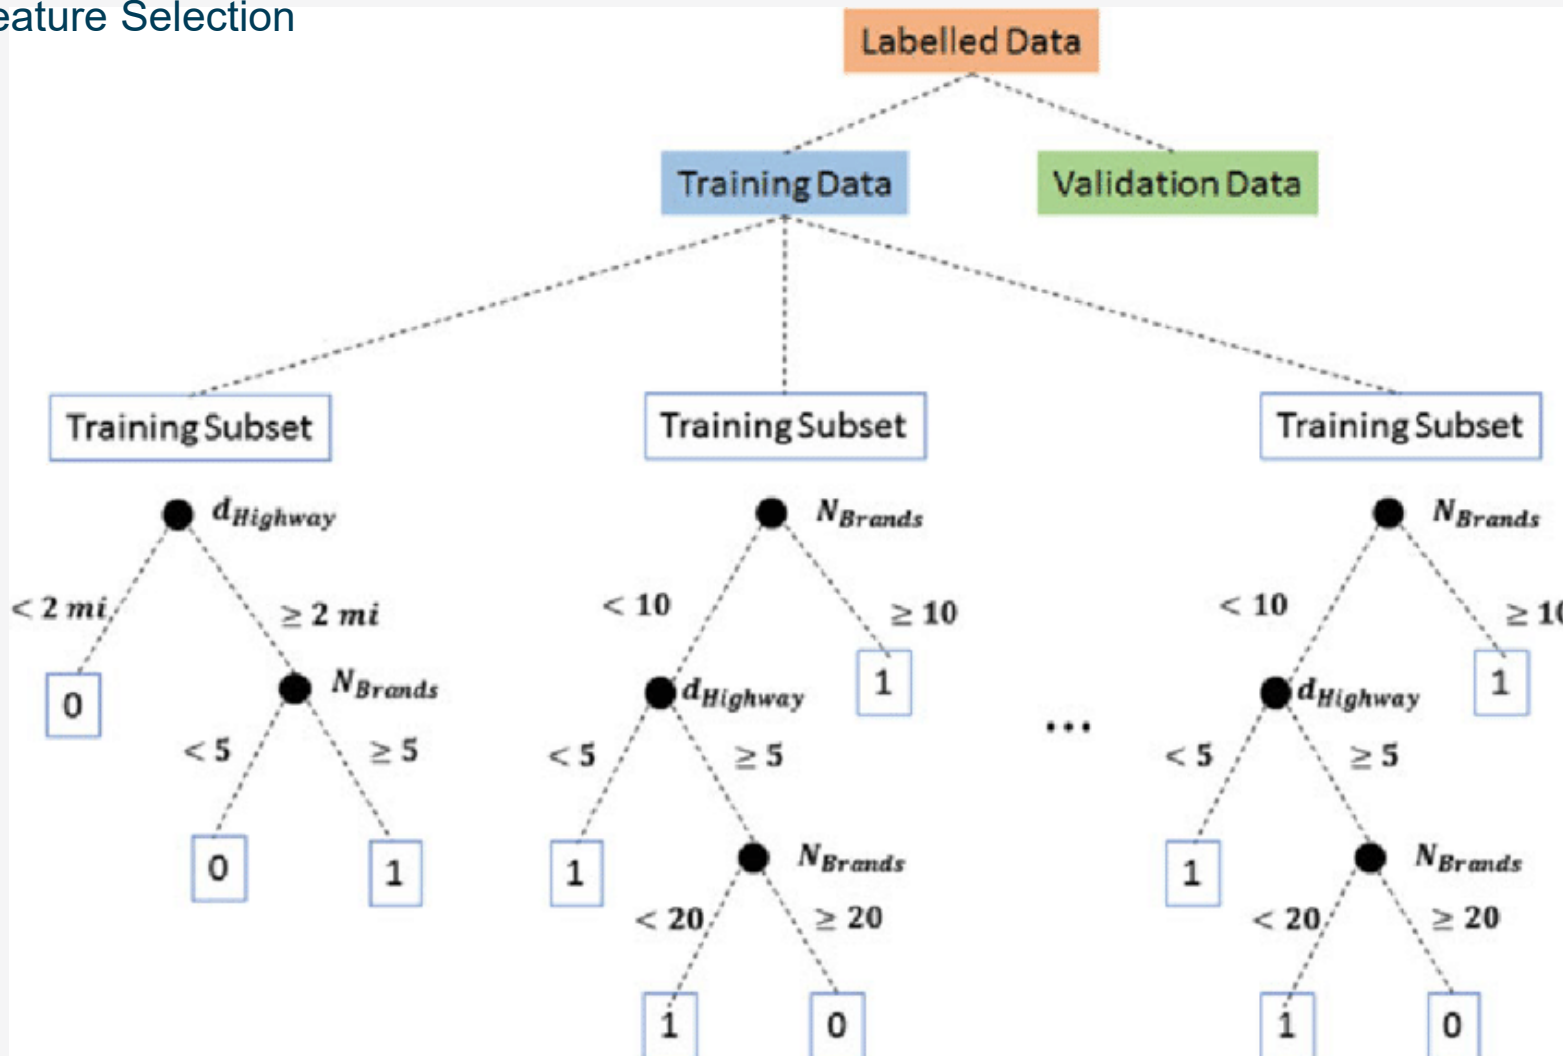 eature Selection
Labelled Data
Training Data
Validation Data
Training Subset
Training Subset
Training Subset
d_Highway
N_Brands
N_Brands
< 2 mi
≥ 2 mi
< 10
≥ 10
< 10
≥ 10
0
N_Brands
d_Highway
1
...
d_Highway
1
< 5
≥ 5
< 5
≥ 5
< 5
≥ 5
0
1
1
N_Brands
1
N_Brands
< 20
≥ 20
< 20
≥ 20
1
0
1
0